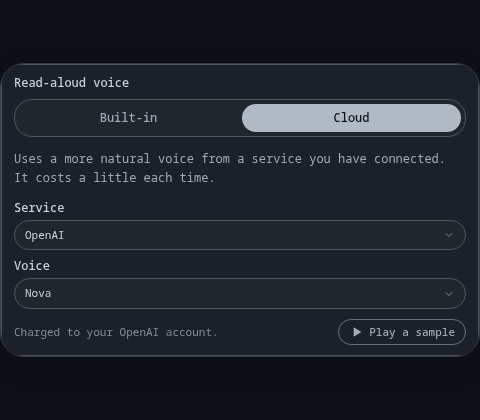 Read-aloud voice
Built-in
Cloud
Uses a more natural voice from a service you have connected.
It costs a little each time.
Service
OpenAI
Voice
Nova
Charged to your OpenAI account.
Play a sample